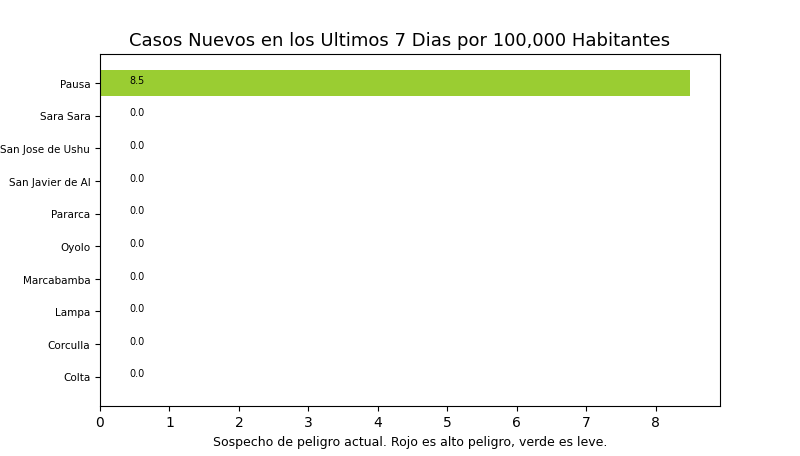 Casos Nuevos en los Ultimos 7 Dias por 100,000 Habitantes
Pausa 8.5
Sara Sara 0.0
San Jose de Ushu 0.0
San Javier de Al 0.0
Pararca 0.0
Oyolo 0.0
Marcabamba 0.0
Lampa 0.0
Corculla 0.0
Colta 0.0
0 1 2 3 4 5 6 7 8
Sospecho de peligro actual. Rojo es alto peligro, verde es leve.